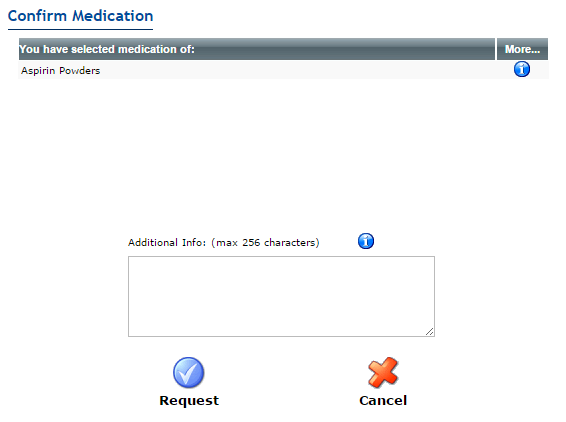 Confirm Medication
You have selected medication of: More...
Aspirin Powders
Additional Info: (max 256 characters)
Request Cancel